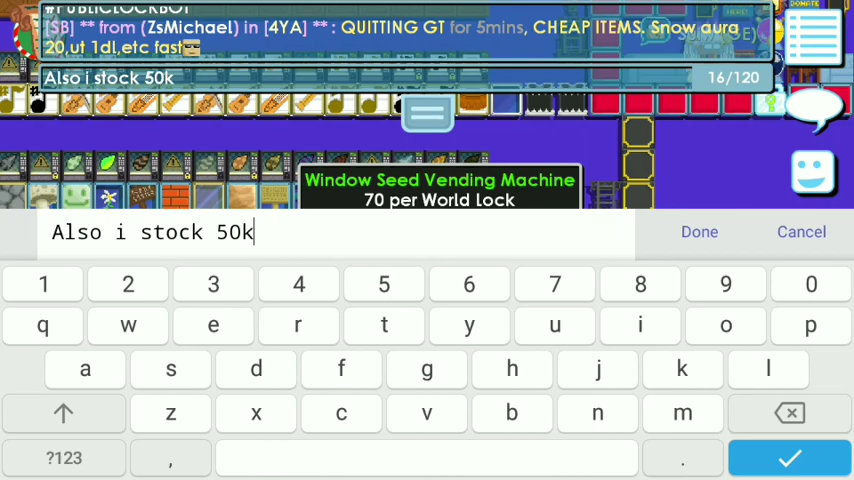 #PUBLICLOCKBOT
[SB] ** from (ZsMichael) in [4YA] ** : QUITTING GT for 5mins, CHEAP ITEMS. Snow aura
20,ut 1dl,etc fast
Also i stock 50k 16/120
DONATE
Window Seed Vending Machine
70 per World Lock
Also i stock 50k Done Cancel
1 2 3 4 5 6 7 8 9 0
q w e r t y u i o p
a s d f g h j k l
z x c v b n m
?123 , .